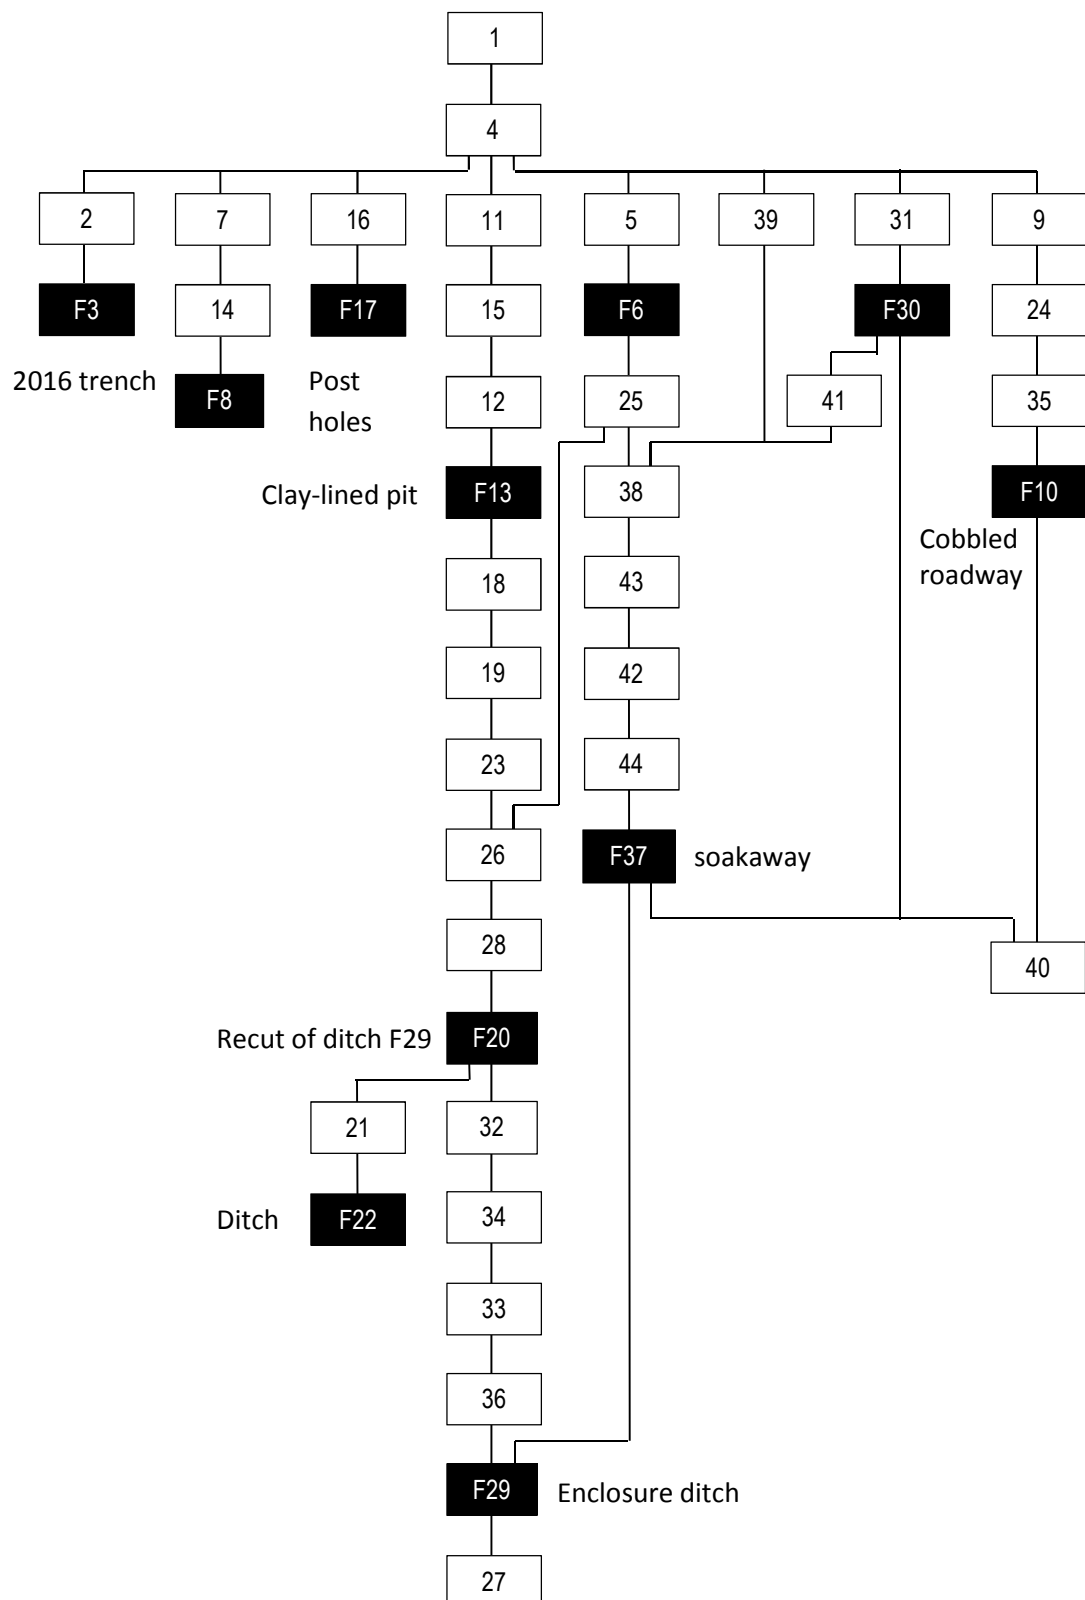 1
4
2 7 16 11 5 39 31 9
F3 14 F17 15 F6 F30 24
2016 trench F8 Post
holes 12 25 41 35
Clay-lined pit F13 38 F10
Cobbled
roadway
18 43
19 42
23 44
26 F37 soakaway
28 40
Recut of ditch F29 F20
21 32
Ditch F22 34
33
36
F29 Enclosure ditch
27